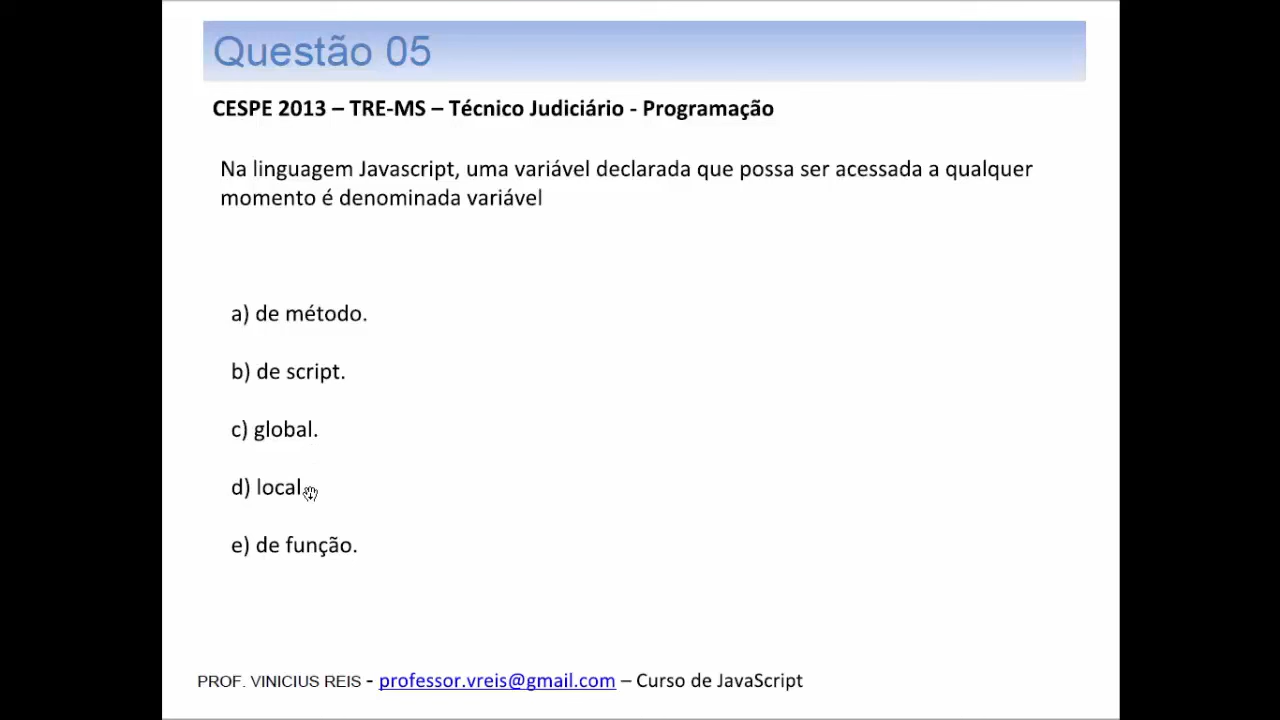 Questão 05
CESPE 2013 – TRE-MS – Técnico Judiciário - Programação
Na linguagem Javascript, uma variável declarada que possa ser acessada a qualquer
momento é denominada variável
a) de método.
b) de script.
c) global.
d) local.
e) de função.
PROF. VINICIUS REIS - professor.vreis@gmail.com – Curso de JavaScript